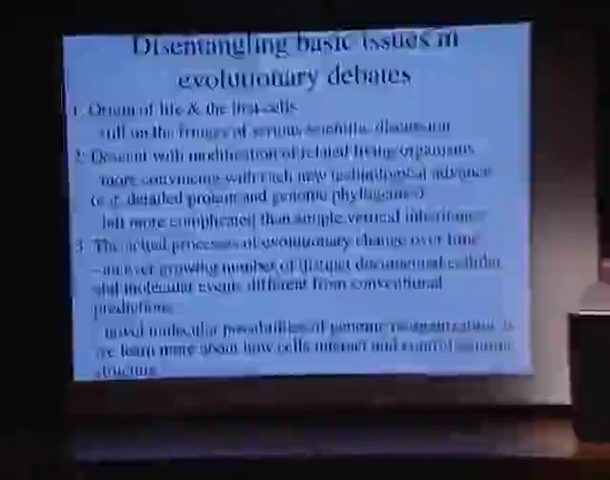 Disentangling basic issues in
evolutionary debates
1. Origin of life & the first cells
still on the fringes of serious scientific discussion
2. Descent with modification of related living organisms
more convincing with each new technological advance
(e.g. detailed protein and genomic phylogenies)
but more complicated than simple vertical inheritance
3. The actual processes of evolutionary change over time
- an ever growing number of distinct documented cellular
and molecular events different from conventional
predictions
novel molecular possibilities of genome reorganization as
we learn more about how cells interact and control genome
structure